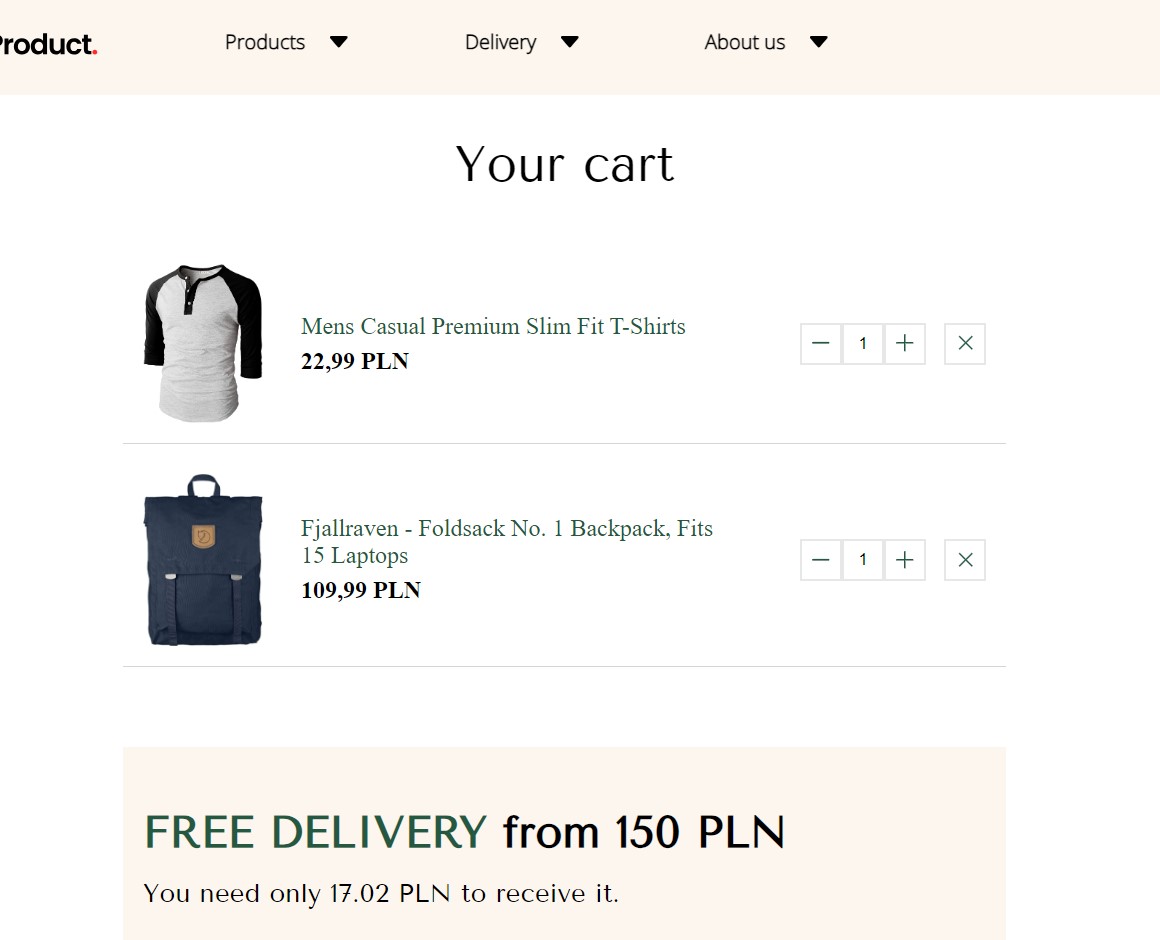 Product.
Products
Delivery
About us
Your cart
Mens Casual Premium Slim Fit T-Shirts
22,99 PLN
1
Fjallraven - Foldsack No. 1 Backpack, Fits
15 Laptops
109,99 PLN
1
FREE DELIVERY from 150 PLN
You need only 17.02 PLN to receive it.